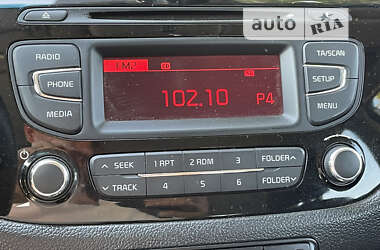 auto RIA
RADIO
PHONE
MEDIA
FM2
102.10 P4
TA/SCAN
SETUP
MENU
SEEK 1 RPT 2 RDM 3 FOLDER
TRACK 4 5 6 FOLDER